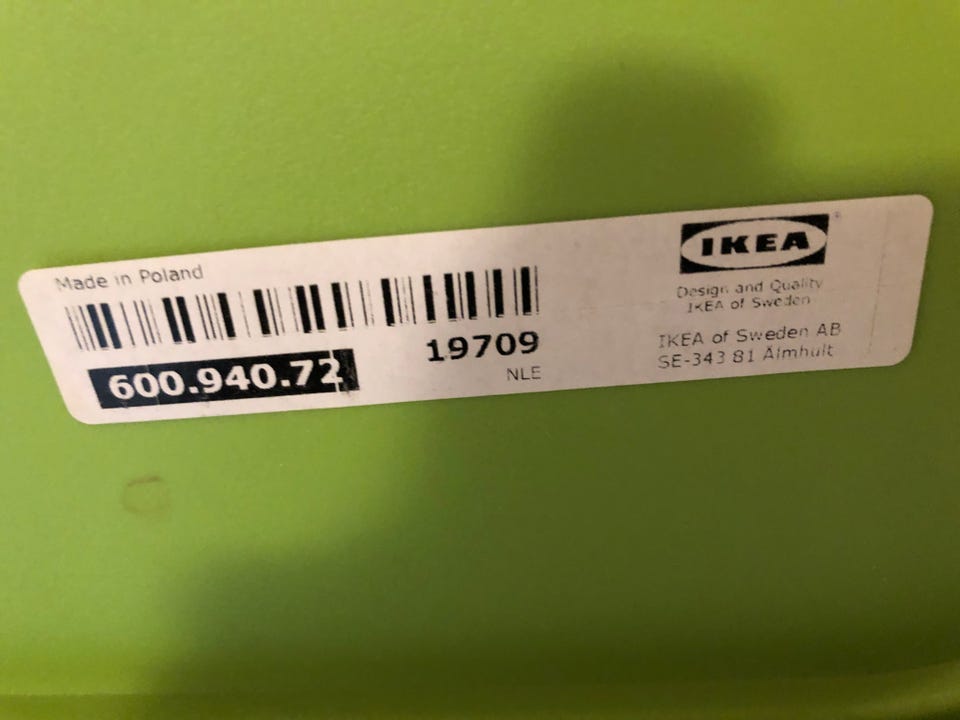 Made in Poland
600.940.72
19709
NLE
IKEA
Design and Quality
IKEA of Sweden
IKEA of Sweden AB
SE-343 81 Älmhult